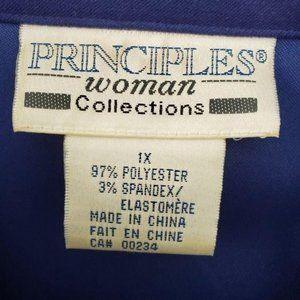 PRINCIPLES®
woman
Collections
1X
97% POLYESTER
3% SPANDEX/
ELASTOMÈRE
MADE IN CHINA
FAIT EN CHINE
CA# 00234